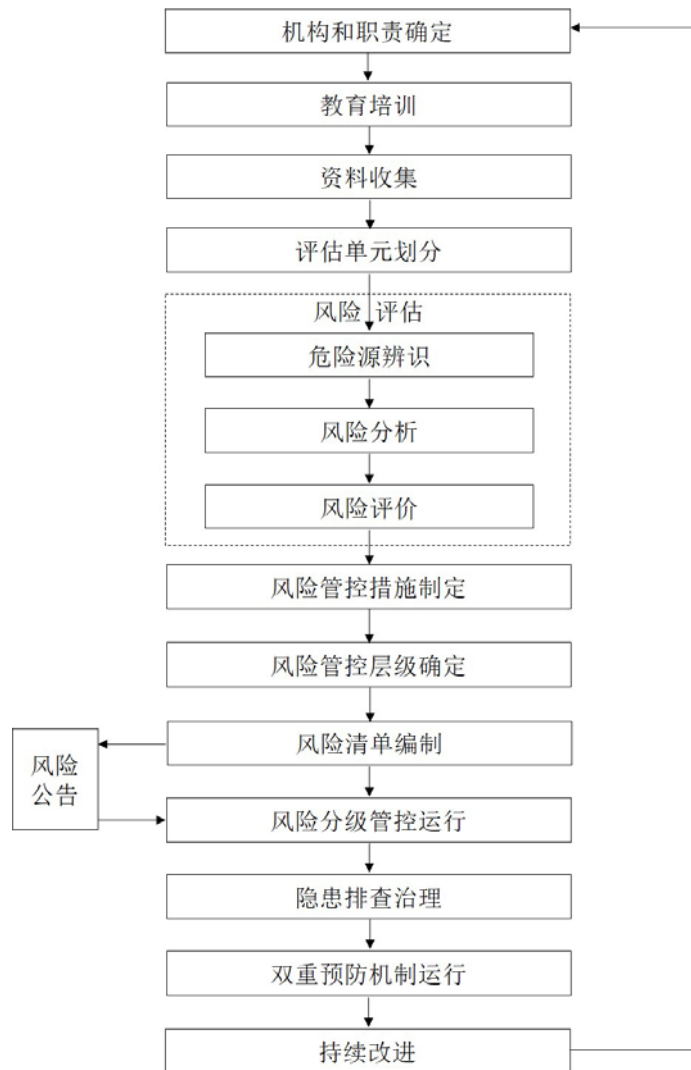 机构和职责确定
教育培训
资料收集
评估单元划分
风险 评估
危险源辨识
风险分析
风险评价
风险管控措施制定
风险管控层级确定
风险清单编制
风险
公告
风险分级管控运行
隐患排查治理
双重预防机制运行
持续改进